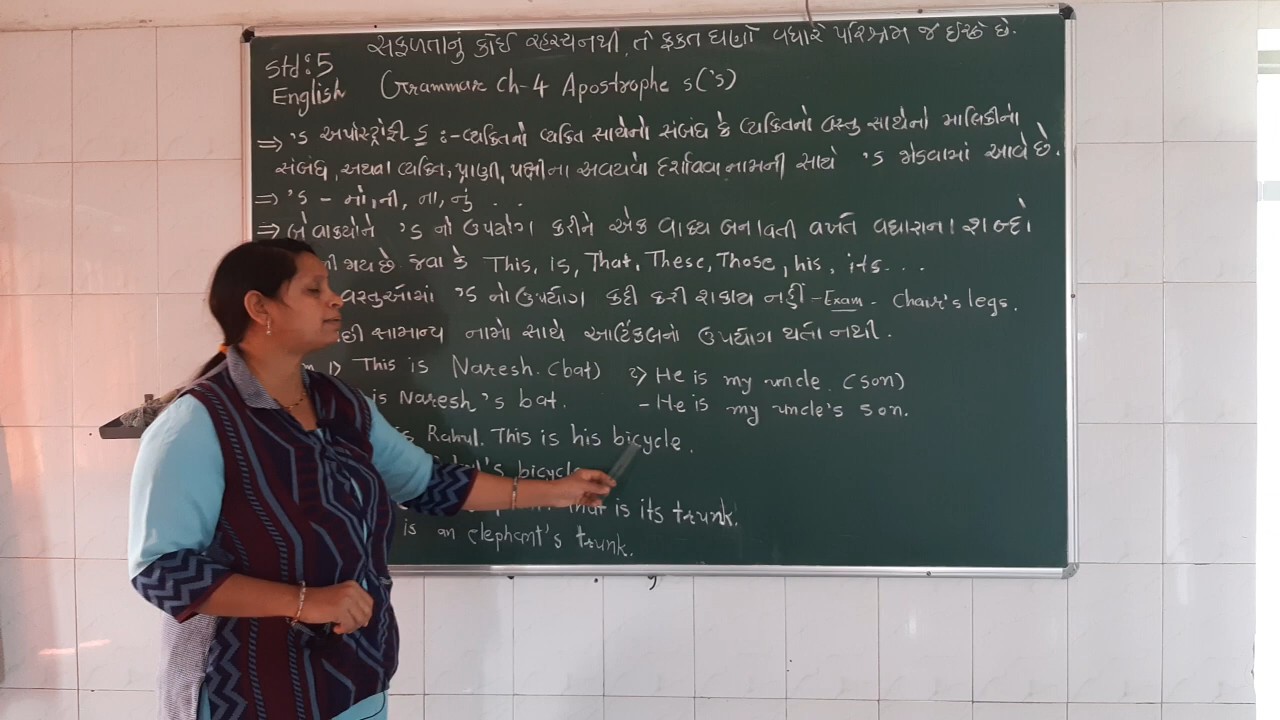 સફળતાનું કોઈ રહસ્ય નથી, તે ફક્ત ઘણો વધારે પરિશ્રમ જ ઈચ્છે છે.
Std:5
English Grammar Ch-4 Apostrophe s('s)
⇒ 's અપોસ્ટ્રોફી S :- વ્યક્તિનો વ્યક્તિ સાથેનો સંબંધ કે વ્યક્તિનો વસ્તુ સાથેનો માલિકીનો
સંબંધ, અથવા વ્યક્તિ, પ્રાણી, પક્ષીના અવયવો દર્શાવવા નામની સાથે 's જોડવામાં આવે છે.
⇒ 's - નો, ની, ના, નું . . .
⇒ બે વાક્યોને 's નો ઉપયોગ કરીને એક વાક્ય બનાવતી વખતે વધારાના શબ્દો
જેવા કે This, is, That, These, Those, his, its...
વસ્તુઓમાં 's નો ઉપયોગ કદી કરી શકાય નહીં - Exam - Chair's legs.
સામાન્ય નામો સાથે આર્ટિકલનો ઉપયોગ થતો નથી.
1) This is Naresh. (bat) 2) He is my uncle. (son)
is Naresh's bat. - He is my uncle's son.
is Rahul. This is his bicycle.
bicycle
That is its trunk.
is an elephant's trunk.